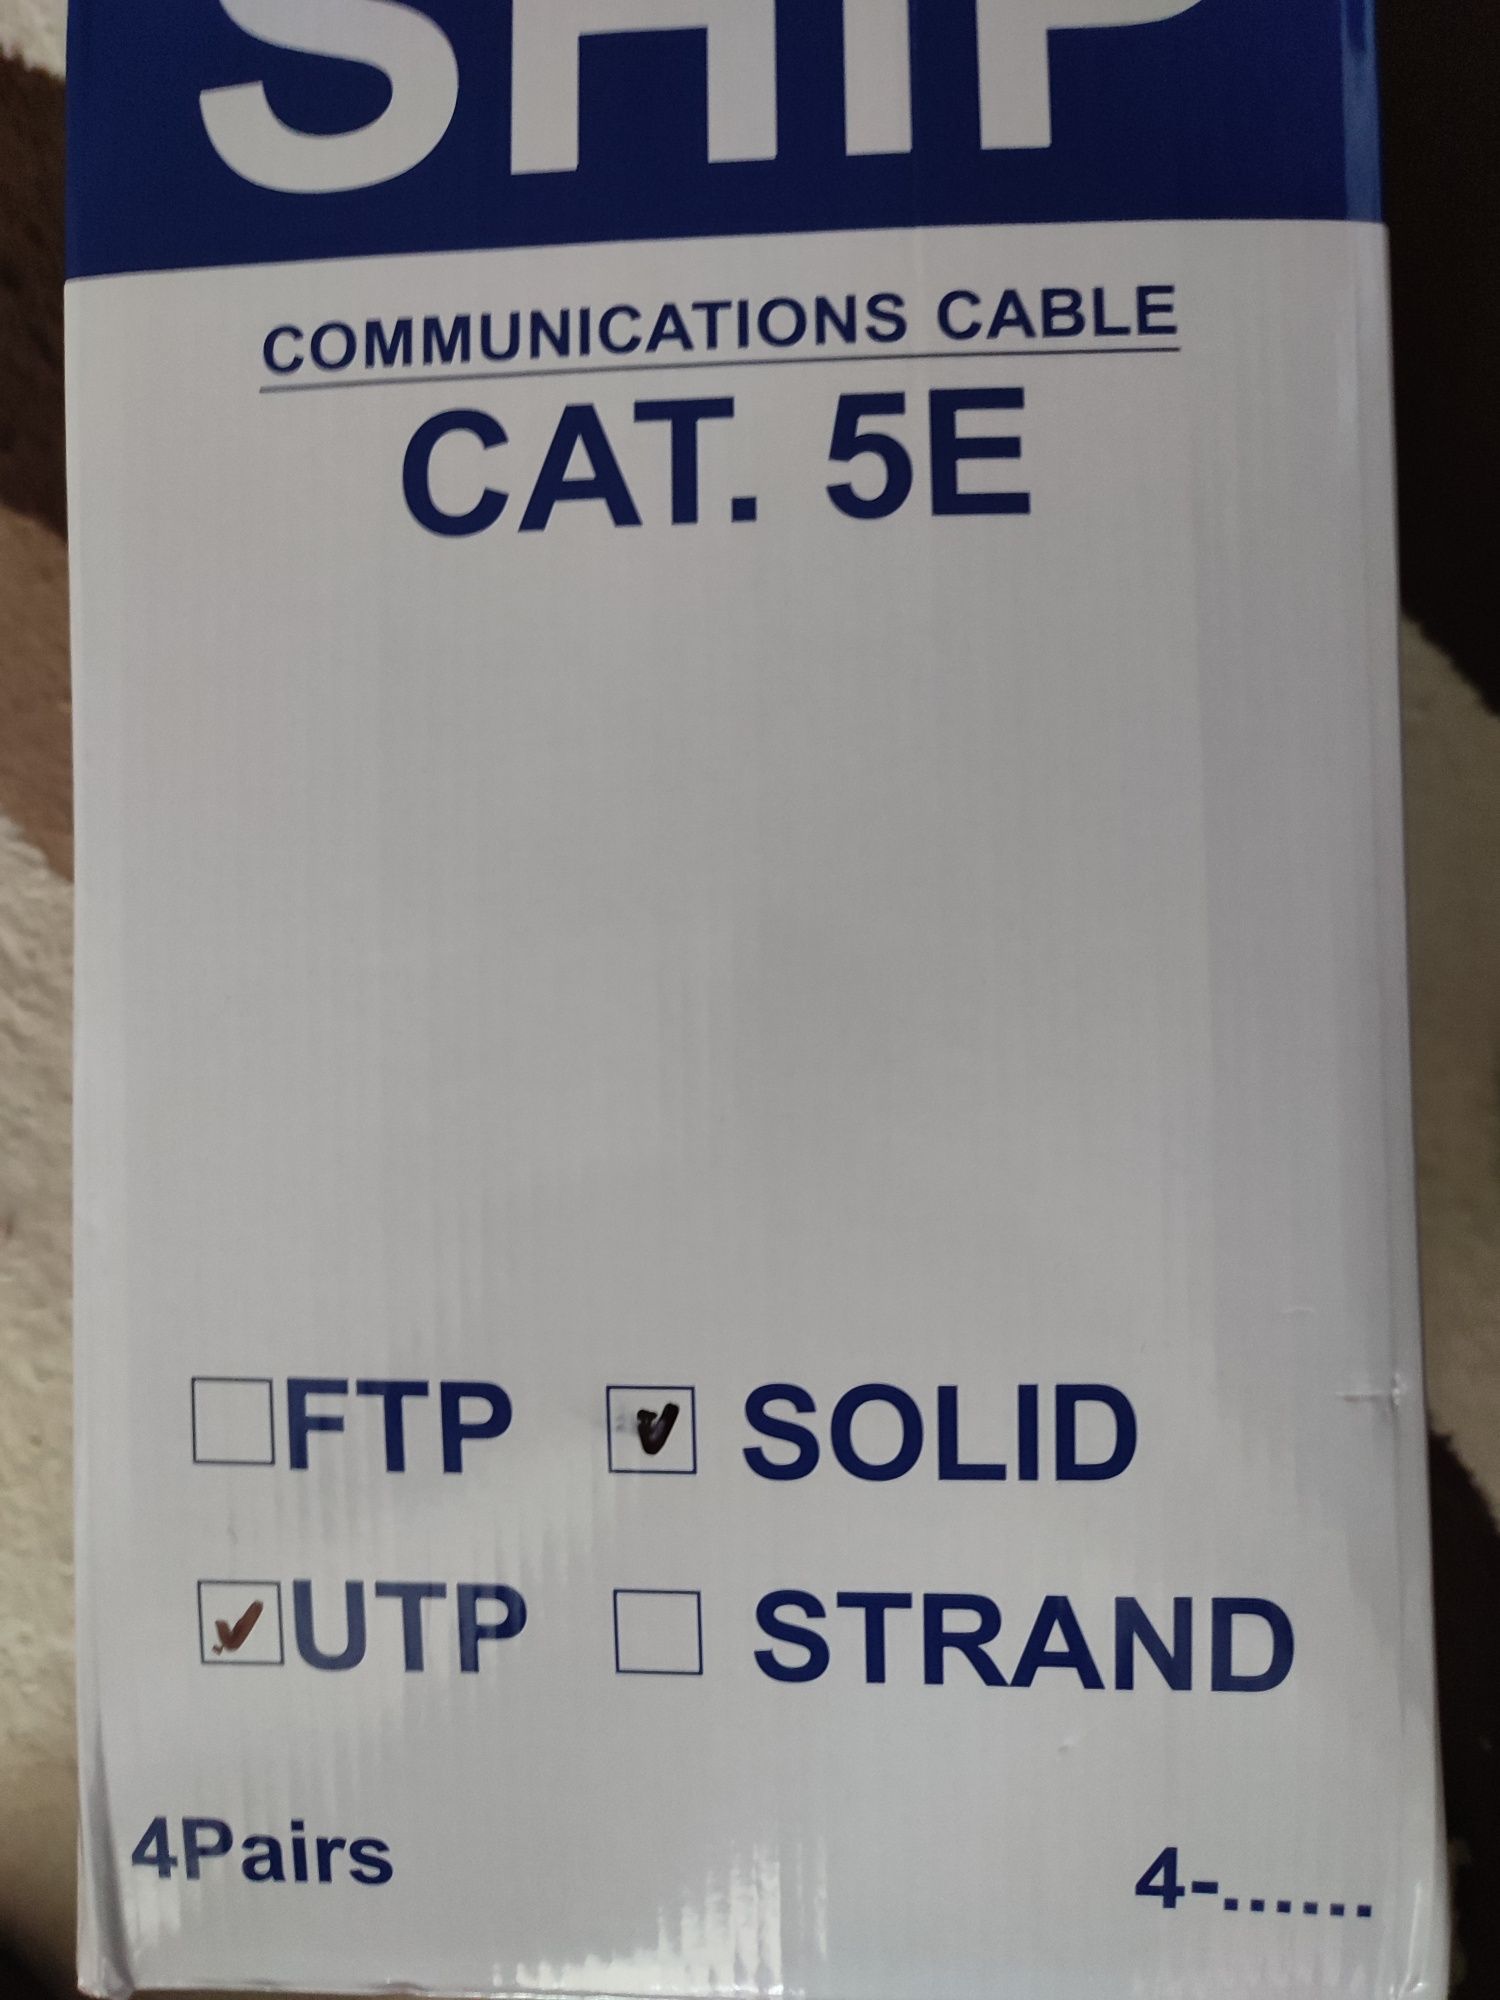 SHIP
COMMUNICATIONS CABLE
CAT. 5E
FTP SOLID
UTP STRAND
4Pairs 4-......